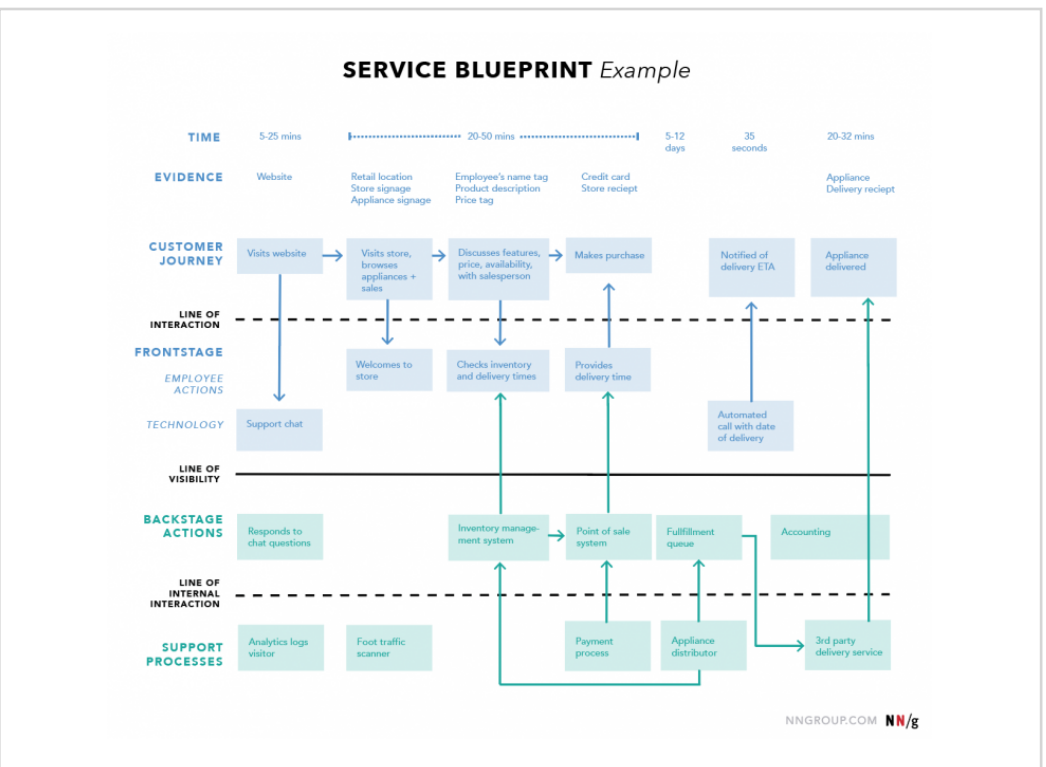 SERVICE BLUEPRINT Example
TIME
5-25 mins
20-50 mins
5-12
days
35
seconds
20-32 mins
EVIDENCE
Website
Retail location
Store signage
Appliance signage
Employee's name tag
Product description
Price tag
Credit card
Store reciept
Appliance
Delivery reciept
CUSTOMER
JOURNEY
Visits website
Visits store,
browses
appliances +
sales
Discusses features,
price, availability,
with salesperson
Makes purchase
Notified of
delivery ETA
Appliance
delivered
LINE OF
INTERACTION
FRONTSTAGE
EMPLOYEE
ACTIONS
Welcomes to
store
Checks inventory
and delivery times
Provides
delivery time
TECHNOLOGY
Support chat
Automated
call with date
of delivery
LINE OF
VISIBILITY
BACKSTAGE
ACTIONS
Responds to
chat questions
Inventory manage-
ment system
Point of sale
system
Fullfillment
queue
Accounting
LINE OF
INTERNAL
INTERACTION
SUPPORT
PROCESSES
Analytics logs
visitor
Foot traffic
scanner
Payment
process
Appliance
distributor
3rd party
delivery service
NNGROUP.COM NN/g